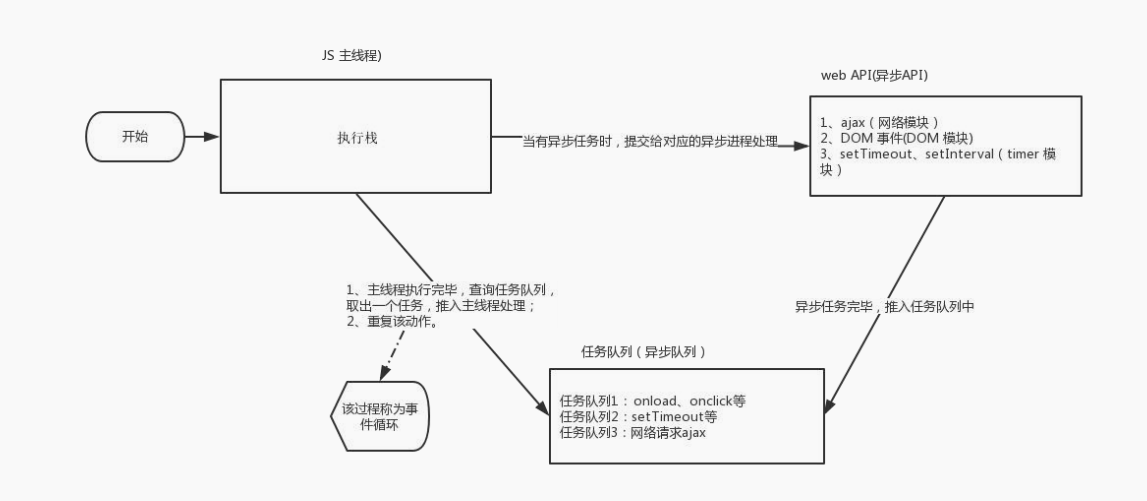 JS 主线程)
web API(异步API)
开始
执行栈
当有异步任务时，提交给对应的异步进程处理
1、ajax（网络模块）
2、DOM 事件(DOM 模块)
3、setTimeout、setInterval（timer 模
块）
1、主线程执行完毕，查询任务队列，
取出一个任务，推入主线程处理；
2、重复该动作。
异步任务完毕，推入任务队列中
任务队列（异步队列）
该过程称为事
件循环
任务队列1： onload、onclick等
任务队列2：setTimeout等
任务队列3：网络请求ajax